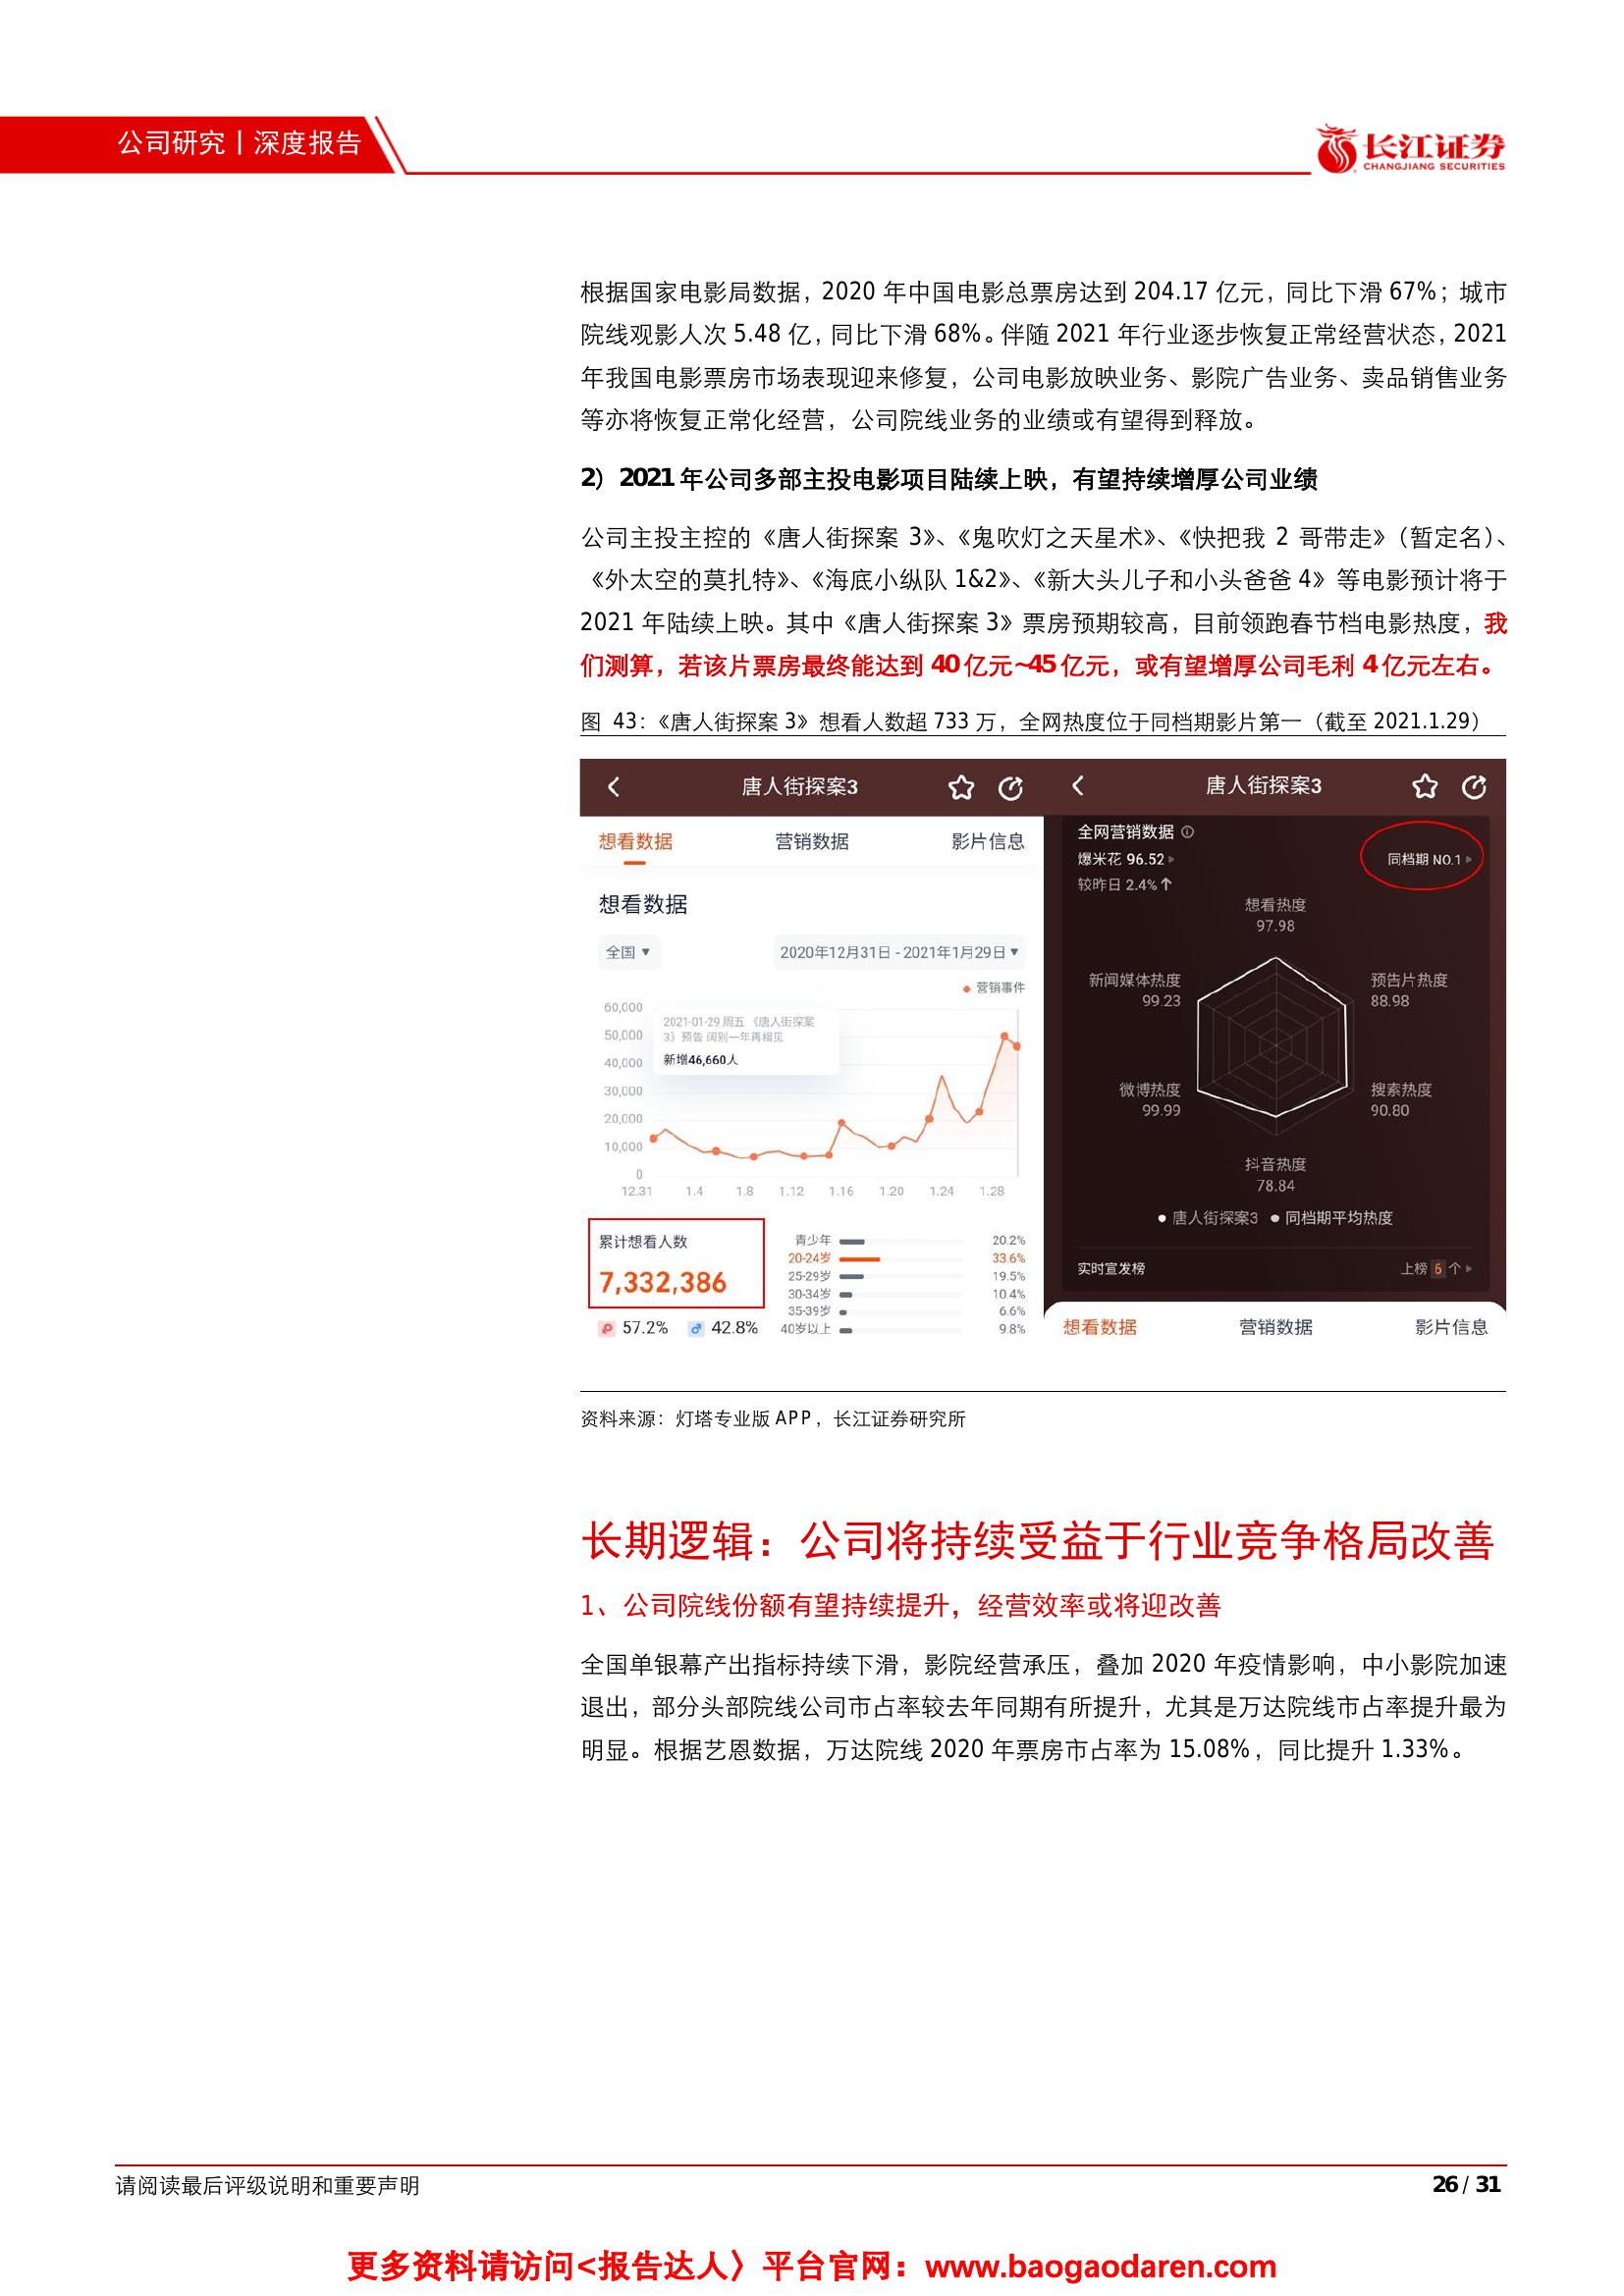 公司研究丨深度报告
长江证券
CHANGJIANG SECURITIES
根据国家电影局数据，2020 年中国电影总票房达到 204.17 亿元，同比下滑 67%；城市
院线观影人次 5.48 亿，同比下滑 68%。伴随 2021 年行业逐步恢复正常经营状态，2021
年我国电影票房市场表现迎来修复，公司电影放映业务、影院广告业务、卖品销售业务
等亦将恢复正常化经营，公司院线业务的业绩或有望得到释放。
2）2021 年公司多部主投电影项目陆续上映，有望持续增厚公司业绩
公司主投主控的《唐人街探案 3》、《鬼吹灯之天星术》、《快把我 2 哥带走》（暂定名）、
《外太空的莫扎特》、《海底小纵队 1&2》、《新大头儿子和小头爸爸 4》等电影预计将于
2021 年陆续上映。其中《唐人街探案 3》票房预期较高，目前领跑春节档电影热度，我
们测算，若该片票房最终能达到 40 亿元~45 亿元，或有望增厚公司毛利 4 亿元左右。
图 43：《唐人街探案 3》想看人数超 733 万，全网热度位于同档期影片第一（截至 2021.1.29）
唐人街探案3
想看数据 营销数据 影片信息
想看数据
全国 2020年12月31日 - 2021年1月29日
营销事件
60,000
50,000
40,000
30,000
20,000
10,000
0
2021-01-29 周五 《唐人街探案
3》预告 阔别一年再相见
新增46,660人
12.31 1.4 1.8 1.12 1.16 1.20 1.24 1.28
累计想看人数
7,332,386
57.2% 42.8%
青少年 20.2%
20-24岁 33.6%
25-29岁 19.5%
30-34岁 10.4%
35-39岁 6.6%
40岁以上 9.8%
唐人街探案3
全网营销数据
爆米花 96.52 同档期 NO.1
较昨日 2.4%
想看热度
97.98
新闻媒体热度 预告片热度
99.23 88.98
微博热度 搜索热度
99.99 90.80
抖音热度
78.84
唐人街探案3 同档期平均热度
实时宣发榜 上榜 6 个
想看数据 营销数据 影片信息
资料来源：灯塔专业版 APP，长江证券研究所
长期逻辑：公司将持续受益于行业竞争格局改善
1、公司院线份额有望持续提升，经营效率或将迎改善
全国单银幕产出指标持续下滑，影院经营承压，叠加 2020 年疫情影响，中小影院加速
退出，部分头部院线公司市占率较去年同期有所提升，尤其是万达院线市占率提升最为
明显。根据艺恩数据，万达院线 2020 年票房市占率为 15.08%，同比提升 1.33%。
请阅读最后评级说明和重要声明
26 / 31
更多资料请访问<报告达人〉平台官网：www.baogaodaren.com